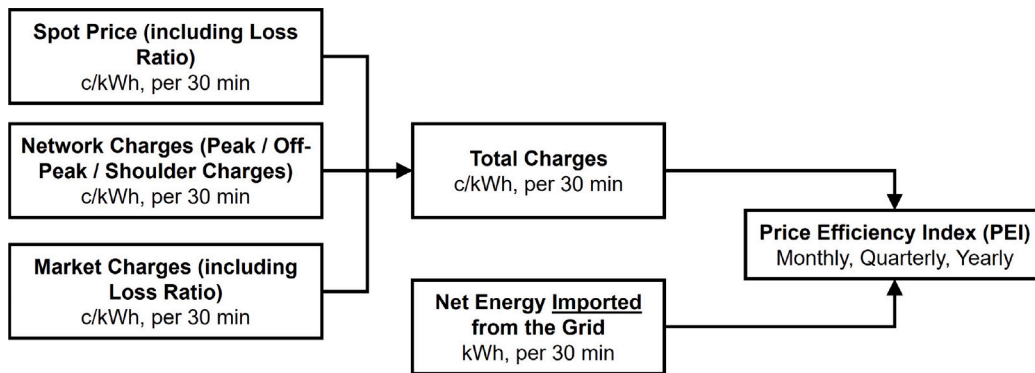 Spot Price (including Loss
Ratio)
c/kWh, per 30 min
Network Charges (Peak / Off-
Peak / Shoulder Charges)
c/kWh, per 30 min
Market Charges (including
Loss Ratio)
c/kWh, per 30 min
Total Charges
c/kWh, per 30 min
Net Energy Imported
from the Grid
kWh, per 30 min
Price Efficiency Index (PEI)
Monthly, Quarterly, Yearly